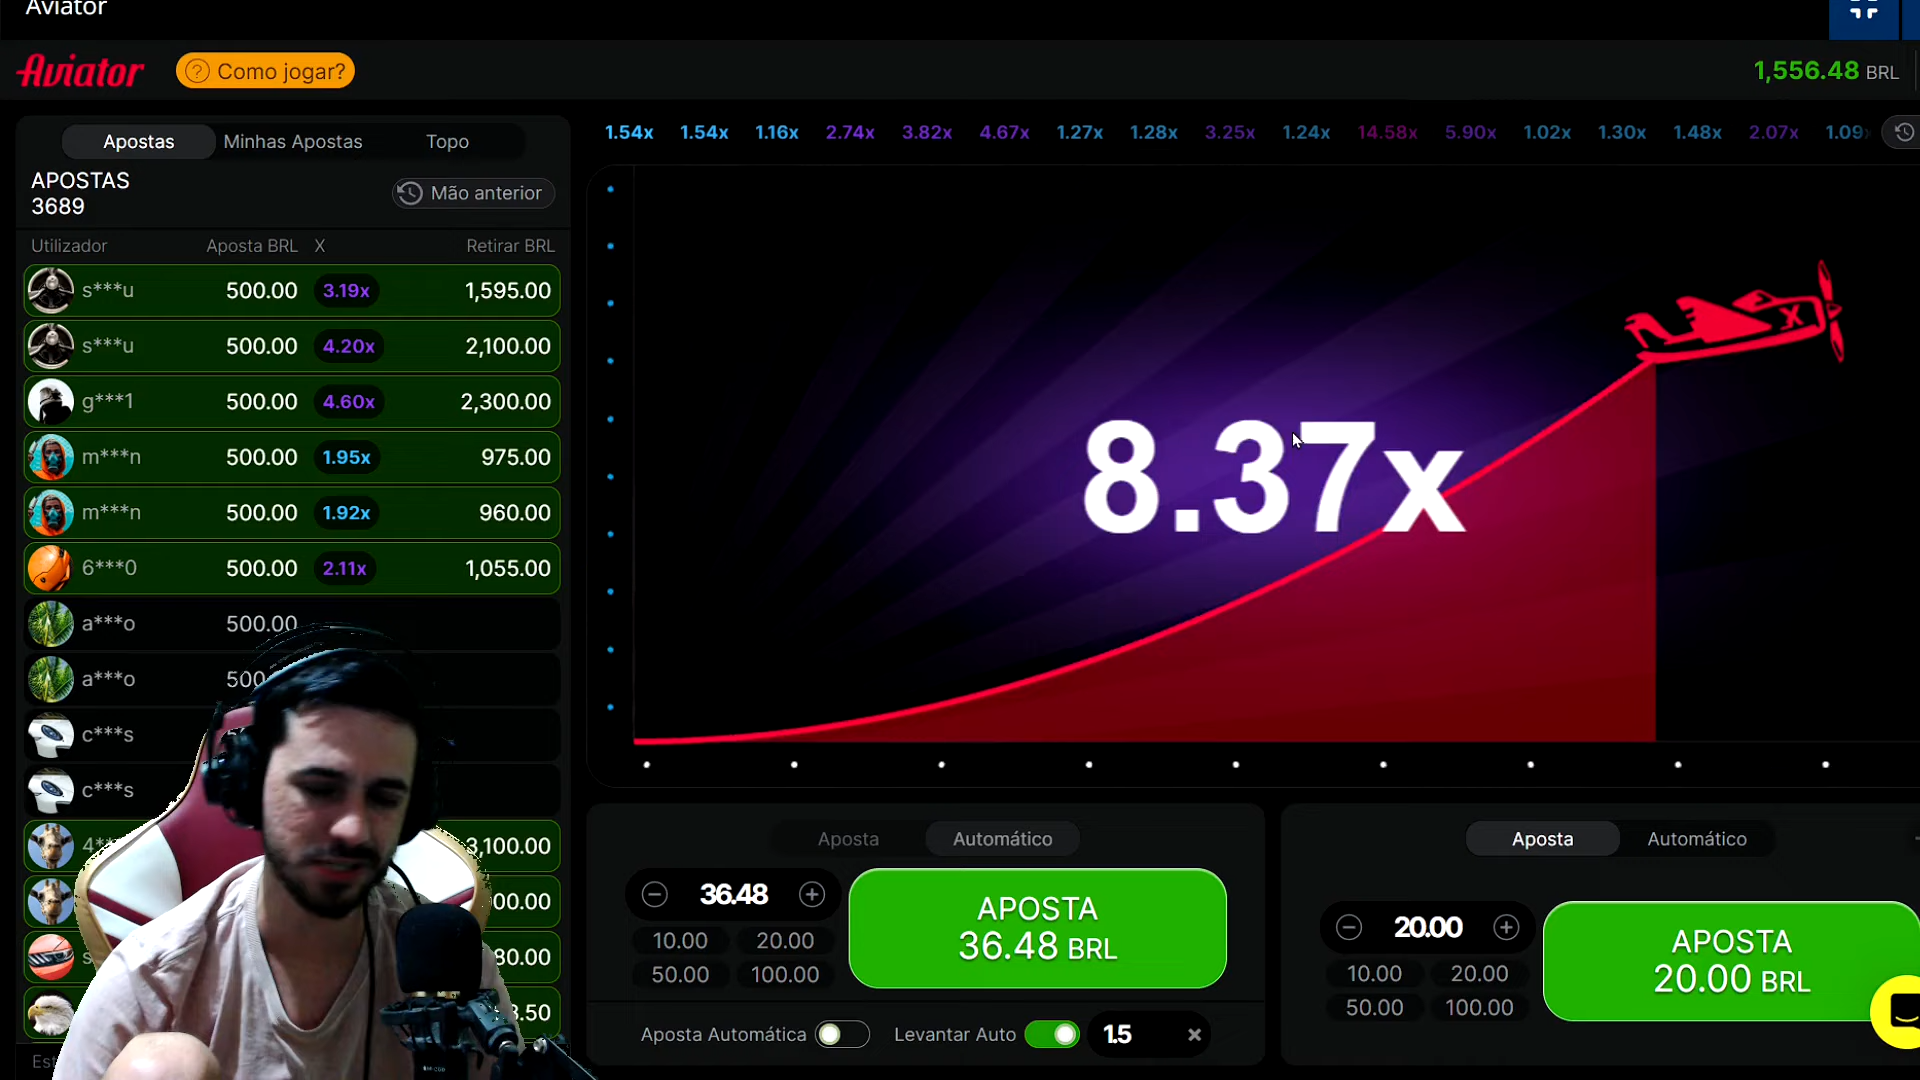 Aviator
Aviator
? Como jogar?
1,556.48 BRL
Apostas Minhas Apostas Topo
APOSTAS
3689
Mão anterior
Utilizador Aposta BRL X Retirar BRL
s***u 500.00 3.19x 1,595.00
s***u 500.00 4.20x 2,100.00
g***1 500.00 4.60x 2,300.00
m***n 500.00 1.95x 975.00
m***n 500.00 1.92x 960.00
6***0 500.00 2.11x 1,055.00
a***o 500.00
a***o
c***s
c***s
1.54x 1.54x 1.16x 2.74x 3.82x 4.67x 1.27x 1.28x 3.25x 1.24x 14.58x 5.90x 1.02x 1.30x 1.48x 2.07x 1.09x
X
8.37x
Aposta Automático
36.48
10.00 20.00
50.00 100.00
APOSTA
36.48 BRL
Aposta Automática
Levantar Auto 1.5
Aposta Automático
20.00
10.00 20.00
50.00 100.00
APOSTA
20.00 BRL